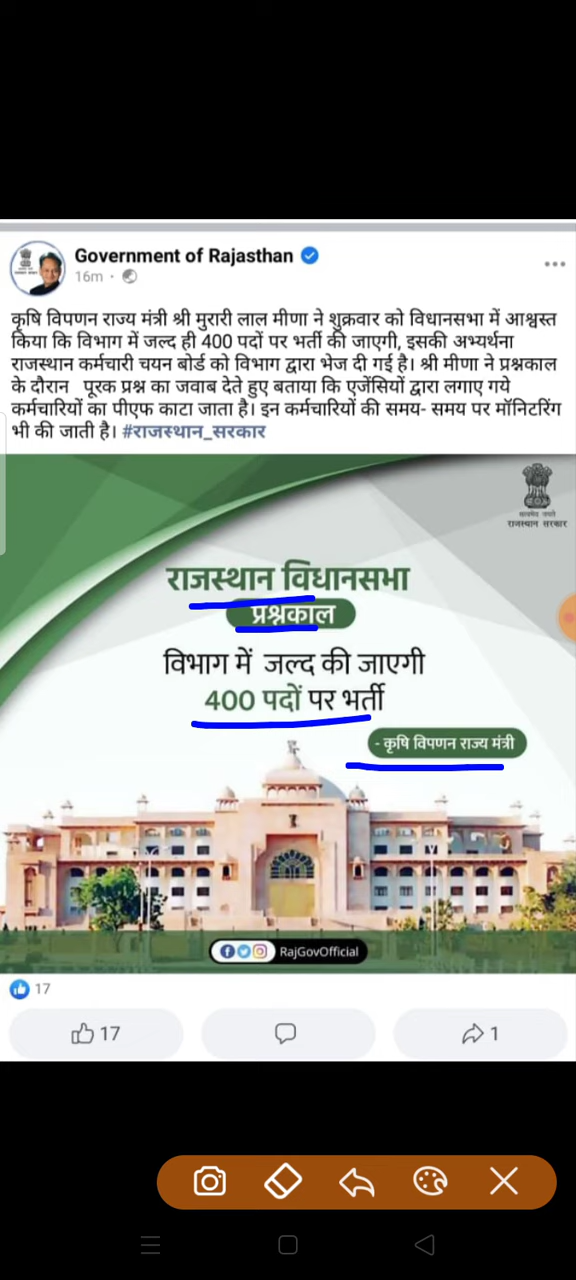 Government of Rajasthan
16m ·
कृषि विपणन राज्य मंत्री श्री मुरारी लाल मीणा ने शुक्रवार को विधानसभा में आश्वस्त
किया कि विभाग में जल्द ही 400 पदों पर भर्ती की जाएगी, इसकी अभ्यर्थना
राजस्थान कर्मचारी चयन बोर्ड को विभाग द्वारा भेज दी गई है। श्री मीणा ने प्रश्नकाल
के दौरान पूरक प्रश्न का जवाब देते हुए बताया कि एजेंसियों द्वारा लगाए गये
कर्मचारियों का पीएफ काटा जाता है। इन कर्मचारियों की समय- समय पर मॉनिटरिंग
भी की जाती है। #राजस्थान_सरकार
सत्यमेव जयते
राजस्थान सरकार
राजस्थान विधानसभा
प्रश्नकाल
विभाग में जल्द की जाएगी
400 पदों पर भर्ती
- कृषि विपणन राज्य मंत्री
RajGovOfficial
17
17
1